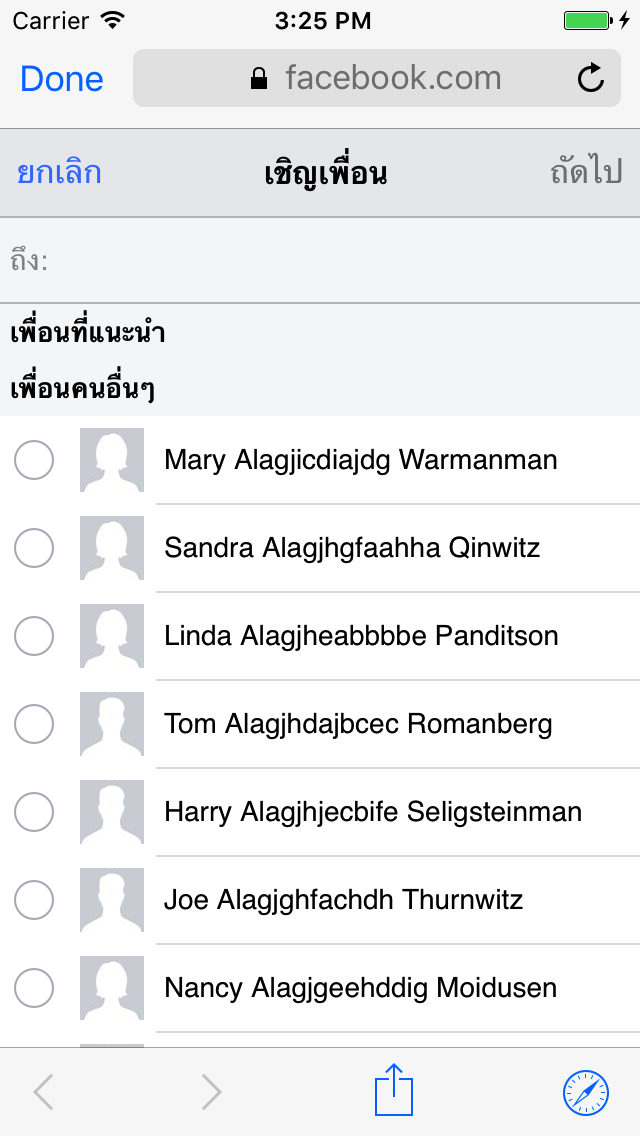 Carrier 3:25 PM
Done facebook.com
ยกเลิก เชิญเพื่อน ถัดไป
ถึง:
เพื่อนที่แนะนำ
เพื่อนคนอื่นๆ
Mary Alagjicdiajdg Warmanman
Sandra Alagjhgfaahha Qinwitz
Linda Alagjheabbbbe Panditson
Tom Alagjhdajbcec Romanberg
Harry Alagjhjecbife Seligsteinman
Joe Alagjghfachdh Thurnwitz
Nancy Alagjgeehddig Moidusen